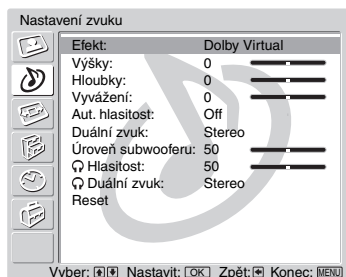 Nastavení zvuku
Efekt: Dolby Virtual
Výšky: 0
Hloubky: 0
Vyvážení: 0
Aut. hlasitost: Off
Duální zvuk: Stereo
Úroveň subwooferu: 50
Hlasitost: 50
Duální zvuk: Stereo
Reset
Vyber: Nastavit: OK Zpět: Konec: MENU